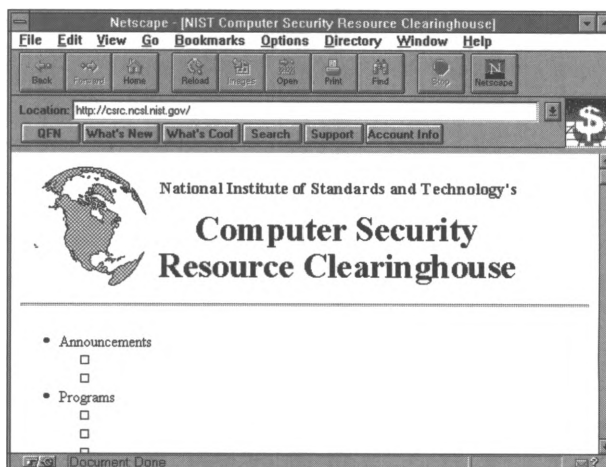 Netscape - [NIST Computer Security Resource Clearinghouse]
File Edit View Go Bookmarks Options Directory Window Help
Back Forward Home Reload Images Open Print Find Stop Netscape
N
Location: http://csrc.ncsl.nist.gov/
QFN What's New What's Cool Search Support Account Info
$
National Institute of Standards and Technology's
Computer Security
Resource Clearinghouse
• Announcements
• Programs
Document Done